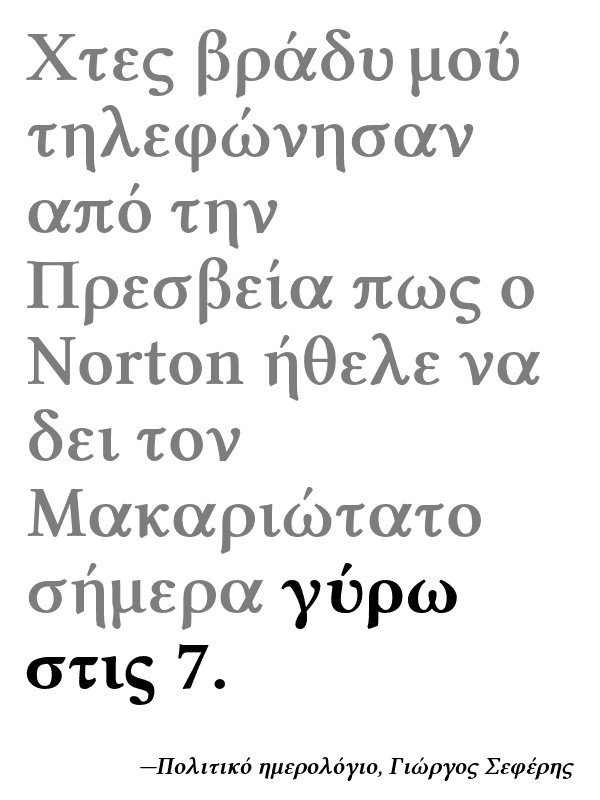 Χτες βράδυ μού
τηλεφώνησαν
από την
Πρεσβεία πως ο
Norton ήθελε να
δει τον
Μακαριώτατο
σήμερα γύρω
στις 7.
—Πολιτικό ημερολόγιο, Γιώργος Σεφέρης